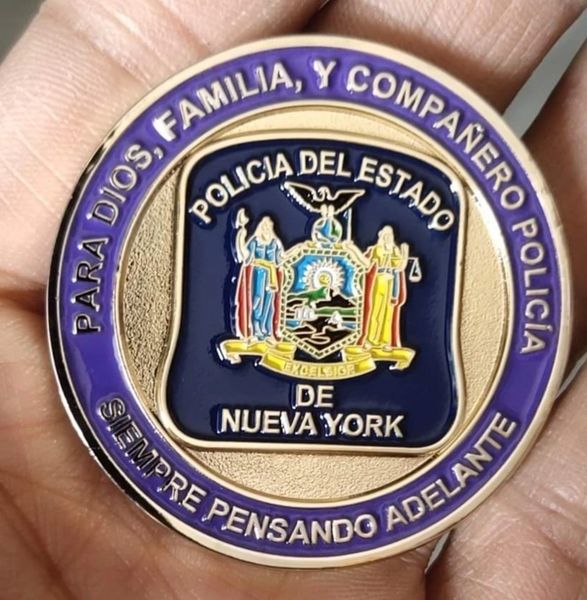 PARA DIOS, FAMILIA, Y COMPAÑERO POLICÍA
POLICIA DEL ESTADO
EXCELSIOR
DE
NUEVA YORK
SIEMPRE PENSANDO ADELANTE